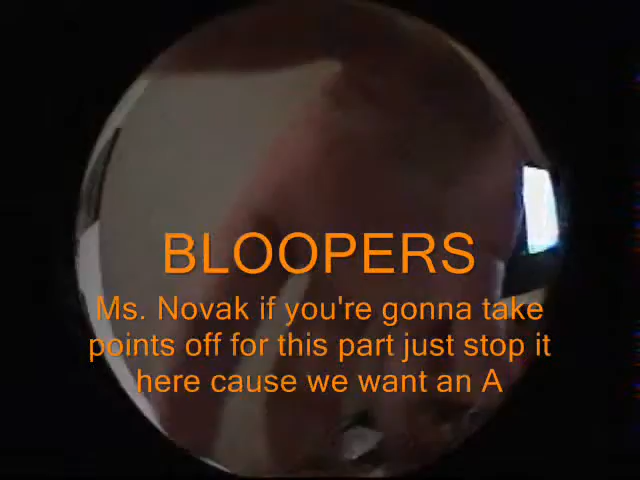 BLOOPERS
Ms. Novak if you're gonna take
points off for this part just stop it
here cause we want an A